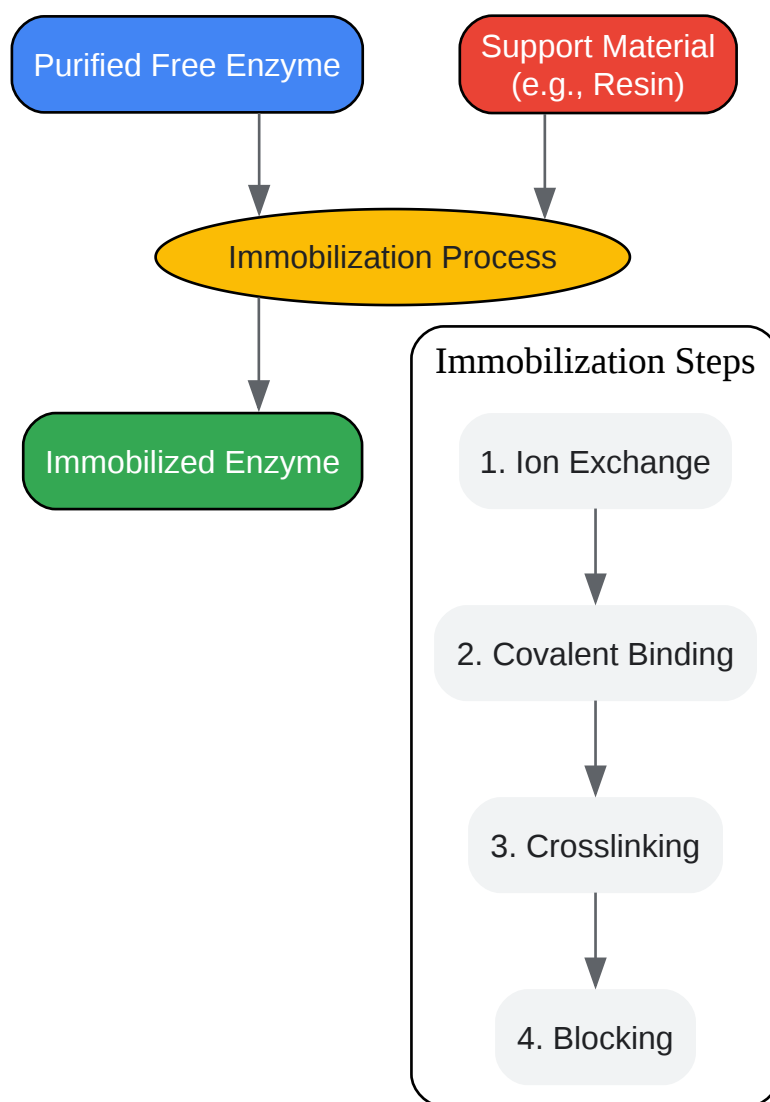 Purified Free Enzyme
Support Material
(e.g., Resin)
Immobilization Process
Immobilized Enzyme
Immobilization Steps
1. Ion Exchange
2. Covalent Binding
3. Crosslinking
4. Blocking